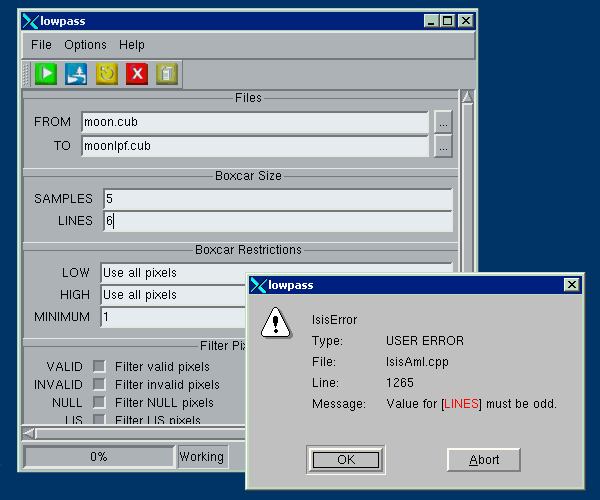 lowpass
File Options Help
Files
FROM moon.cub ...
TO moonlpf.cub ...
Boxcar Size
SAMPLES 5
LINES 6
Boxcar Restrictions
LOW Use all pixels
HIGH Use all pixels
MINIMUM 1
Filter Pix
VALID Filter valid pixels
INVALID Filter invalid pixels
NULL Filter NULL pixels
LIS Filter LIS pixels
0% Working
lowpass
IsisError
Type: USER ERROR
File: IsisAml.cpp
Line: 1265
Message: Value for [LINES] must be odd.
OK Abort